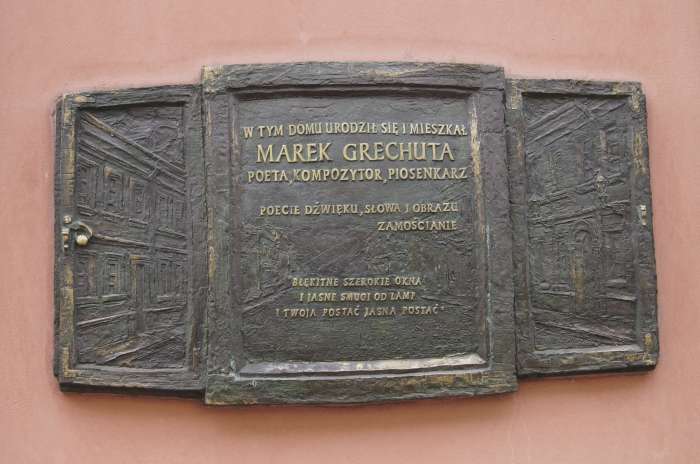 W TYM DOMU URODZIŁ SIĘ I MIESZKAŁ
MAREK GRECHUTA
POETA, KOMPOZYTOR, PIOSENKARZ
POECIE DŹWIĘKU, SŁOWA I OBRAZU
ZAMOŚCIANIE
BŁĘKITNE SZEROKIE OKNA
I JASNE SMUGI OD LAMP
I TWOJA POSTAĆ JASNA POSTAĆ"